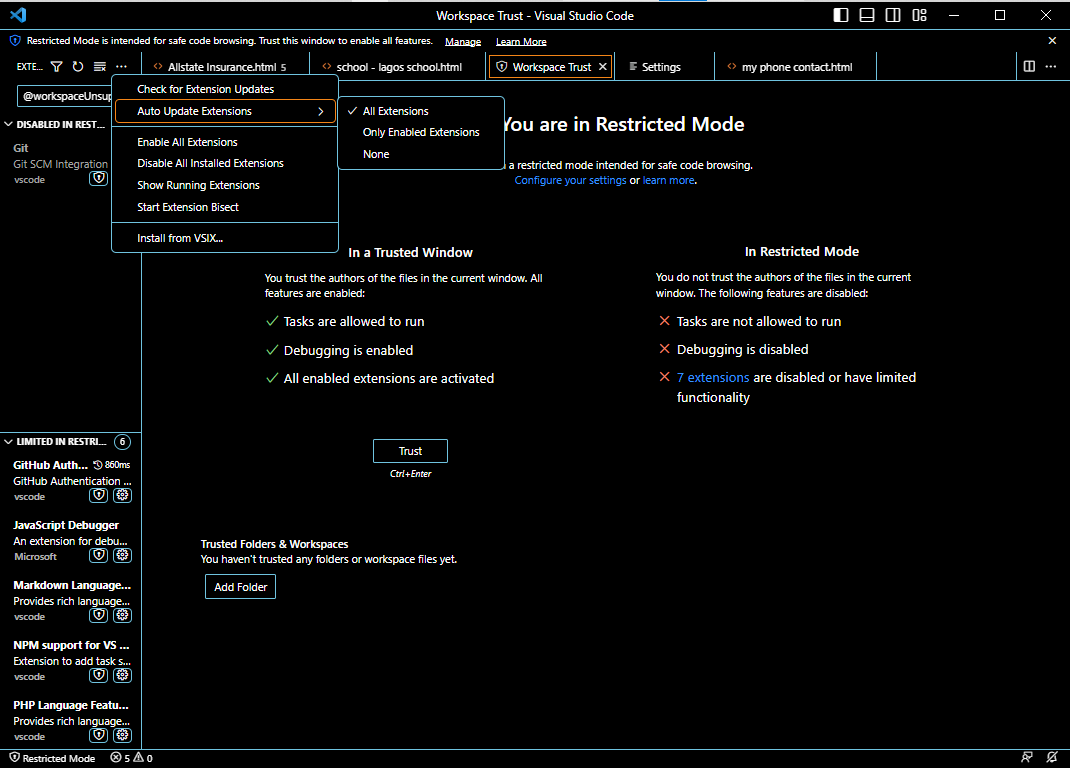 Workspace Trust - Visual Studio Code
Restricted Mode is intended for safe code browsing. Trust this window to enable all features. Manage Learn More
EXTE... Allstate Insurance.html 5 school - lagos school.html Workspace Trust Settings my phone contact.html
@workspaceUnsup
Check for Extension Updates
Auto Update Extensions
Enable All Extensions
Disable All Installed Extensions
Show Running Extensions
Start Extension Bisect
Install from VSIX...
All Extensions
Only Enabled Extensions
None
DISABLED IN REST...
Git
Git SCM Integration
vscode
You are in Restricted Mode
a restricted mode intended for safe code browsing.
Configure your settings or learn more.
In a Trusted Window
You trust the authors of the files in the current window. All
features are enabled:
Tasks are allowed to run
Debugging is enabled
All enabled extensions are activated
Trust
Ctrl+Enter
In Restricted Mode
You do not trust the authors of the files in the current
window. The following features are disabled:
Tasks are not allowed to run
Debugging is disabled
7 extensions are disabled or have limited
functionality
Trusted Folders & Workspaces
You haven't trusted any folders or workspace files yet.
Add Folder
LIMITED IN RESTRI... 6
GitHub Auth... 860ms
GitHub Authentication ...
vscode
JavaScript Debugger
An extension for debu...
Microsoft
Markdown Language...
Provides rich language...
vscode
NPM support for VS ...
Extension to add task s...
vscode
PHP Language Featu...
Provides rich language...
vscode
Restricted Mode 5 0